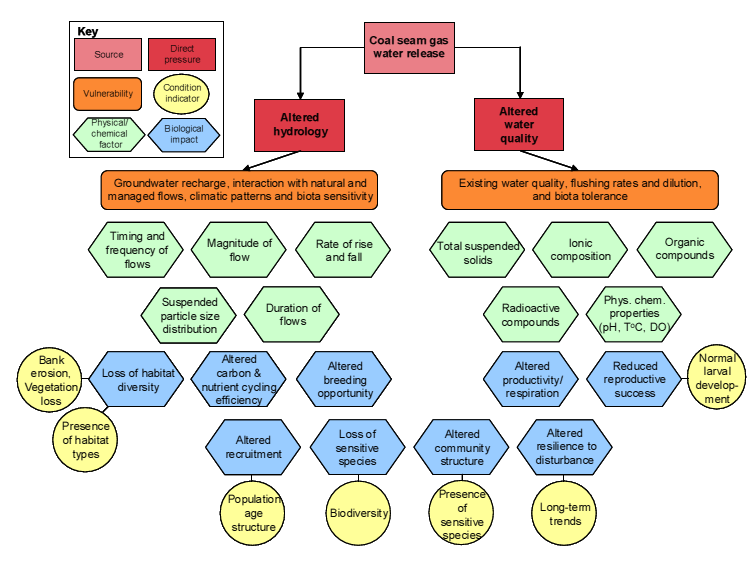 Key
Source
Direct
pressure
Vulnerability
Condition
indicator
Physical/
chemical
factor
Biological
impact
Coal seam gas
water release
Altered
hydrology
Altered
water
quality
Groundwater recharge, interaction with natural and
managed flows, climatic patterns and biota sensitivity
Existing water quality, flushing rates and dilution,
and biota tolerance
Timing and
frequency of
flows
Magnitude of
flow
Rate of rise
and fall
Total suspended
solids
Ionic
composition
Organic
compounds
Suspended
particle size
distribution
Duration of
flows
Radioactive
compounds
Phys. chem.
properties
(pH, TºC, DO)
Bank
erosion,
Vegetation
loss
Loss of habitat
diversity
Altered
carbon &
nutrient cycling
efficiency
Altered
breeding
opportunity
Altered
productivity/
respiration
Reduced
reproductive
success
Normal
larval
develop-
ment
Presence
of habitat
types
Altered
recruitment
Loss of
sensitive
species
Altered
community
structure
Altered
resilience to
disturbance
Population
age
structure
Biodiversity
Presence
of
sensitive
species
Long-term
trends